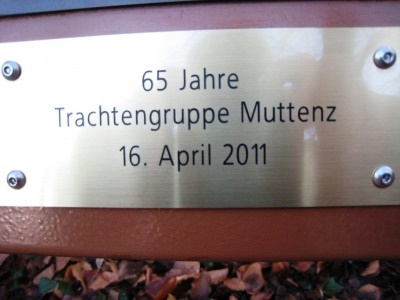 65 Jahre
Trachtengruppe Muttenz
16. April 2011